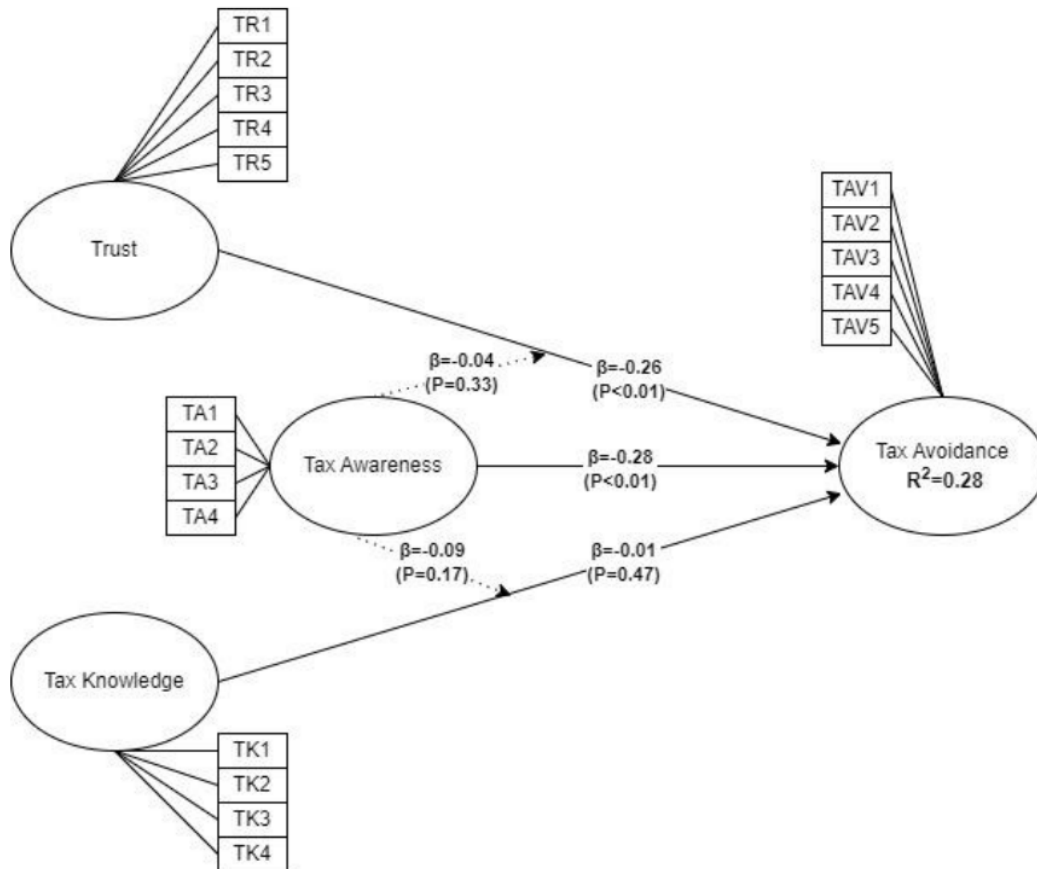 TR1
TR2
TR3
TR4
TR5
Trust
TAV1
TAV2
TAV3
TAV4
TAV5
β=-0.04
(P=0.33)
β=-0.26
(P<0.01)
TA1
TA2
TA3
TA4
Tax Awareness
β=-0.28
(P<0.01)
Tax Avoidance
R²=0.28
β=-0.09
(P=0.17)
β=-0.01
(P=0.47)
Tax Knowledge
TK1
TK2
TK3
TK4